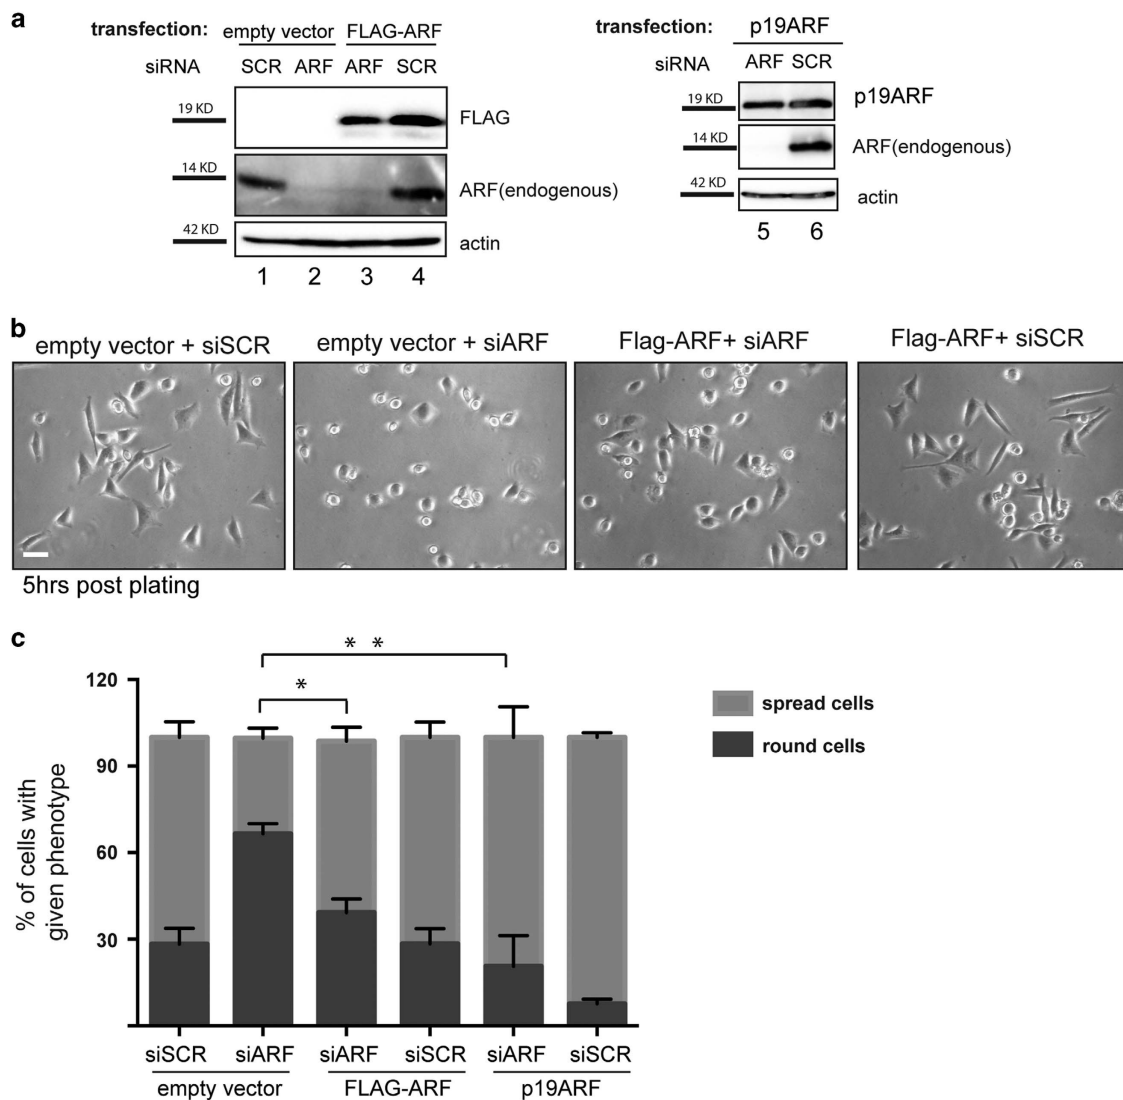 a
transcription: empty vector FLAG-ARF
siRNA SCR ARF ARF SCR
19 KD FLAG
14 KD ARF(endogenous)
42 KD actin
1 2 3 4
transfection: p19ARF
siRNA ARF SCR
19 KD p19ARF
14 KD ARF(endogenous)
42 KD actin
5 6
b
empty vector + siSCR
empty vector + siARF
Flag-ARF+ siARF
Flag-ARF+ siSCR
5hrs post plating
c
* *
*
% of cells with
given phenotype
120
90
60
30
spread cells
round cells
siSCR siARF siARF siSCR siARF siSCR
empty vector FLAG-ARF p19ARF